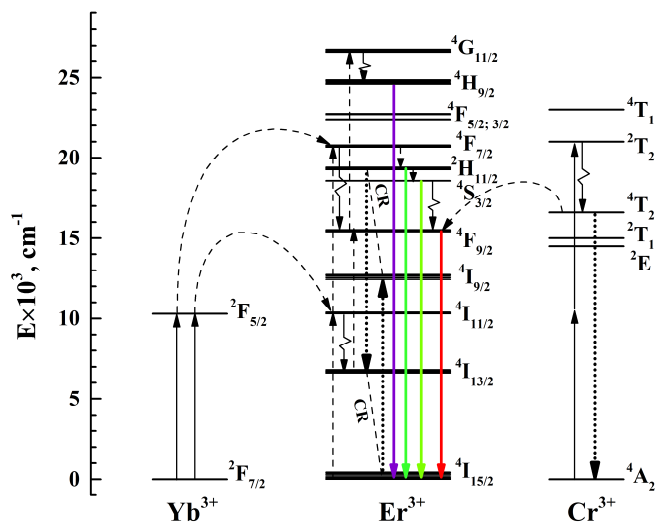 E×10³, cm⁻¹
25
20
15
10
5
0
²F₅/₂
²F₇/₂
Yb³⁺
⁴G₁₁/₂
⁴H₉/₂
⁴F₅/₂; ₃/₂
⁴F₇/₂
²H₁₁/₂
⁴S₃/₂
⁴F₉/₂
⁴I₉/₂
⁴I₁₁/₂
⁴I₁₃/₂
⁴I₁₅/₂
CR
CR
Er³⁺
⁴T₁
²T₂
⁴T₂
²T₁
²E
⁴A₂
Cr³⁺